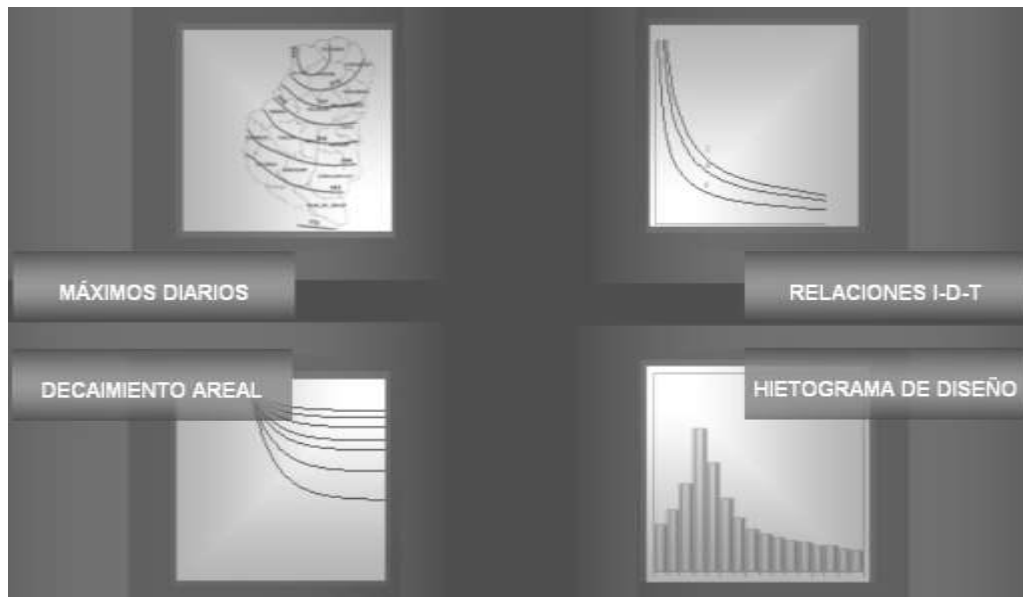 MÁXIMOS DIARIOS
RELACIONES I-D-T
DECAIMIENTO AREAL
HIETOGRAMA DE DISEÑO